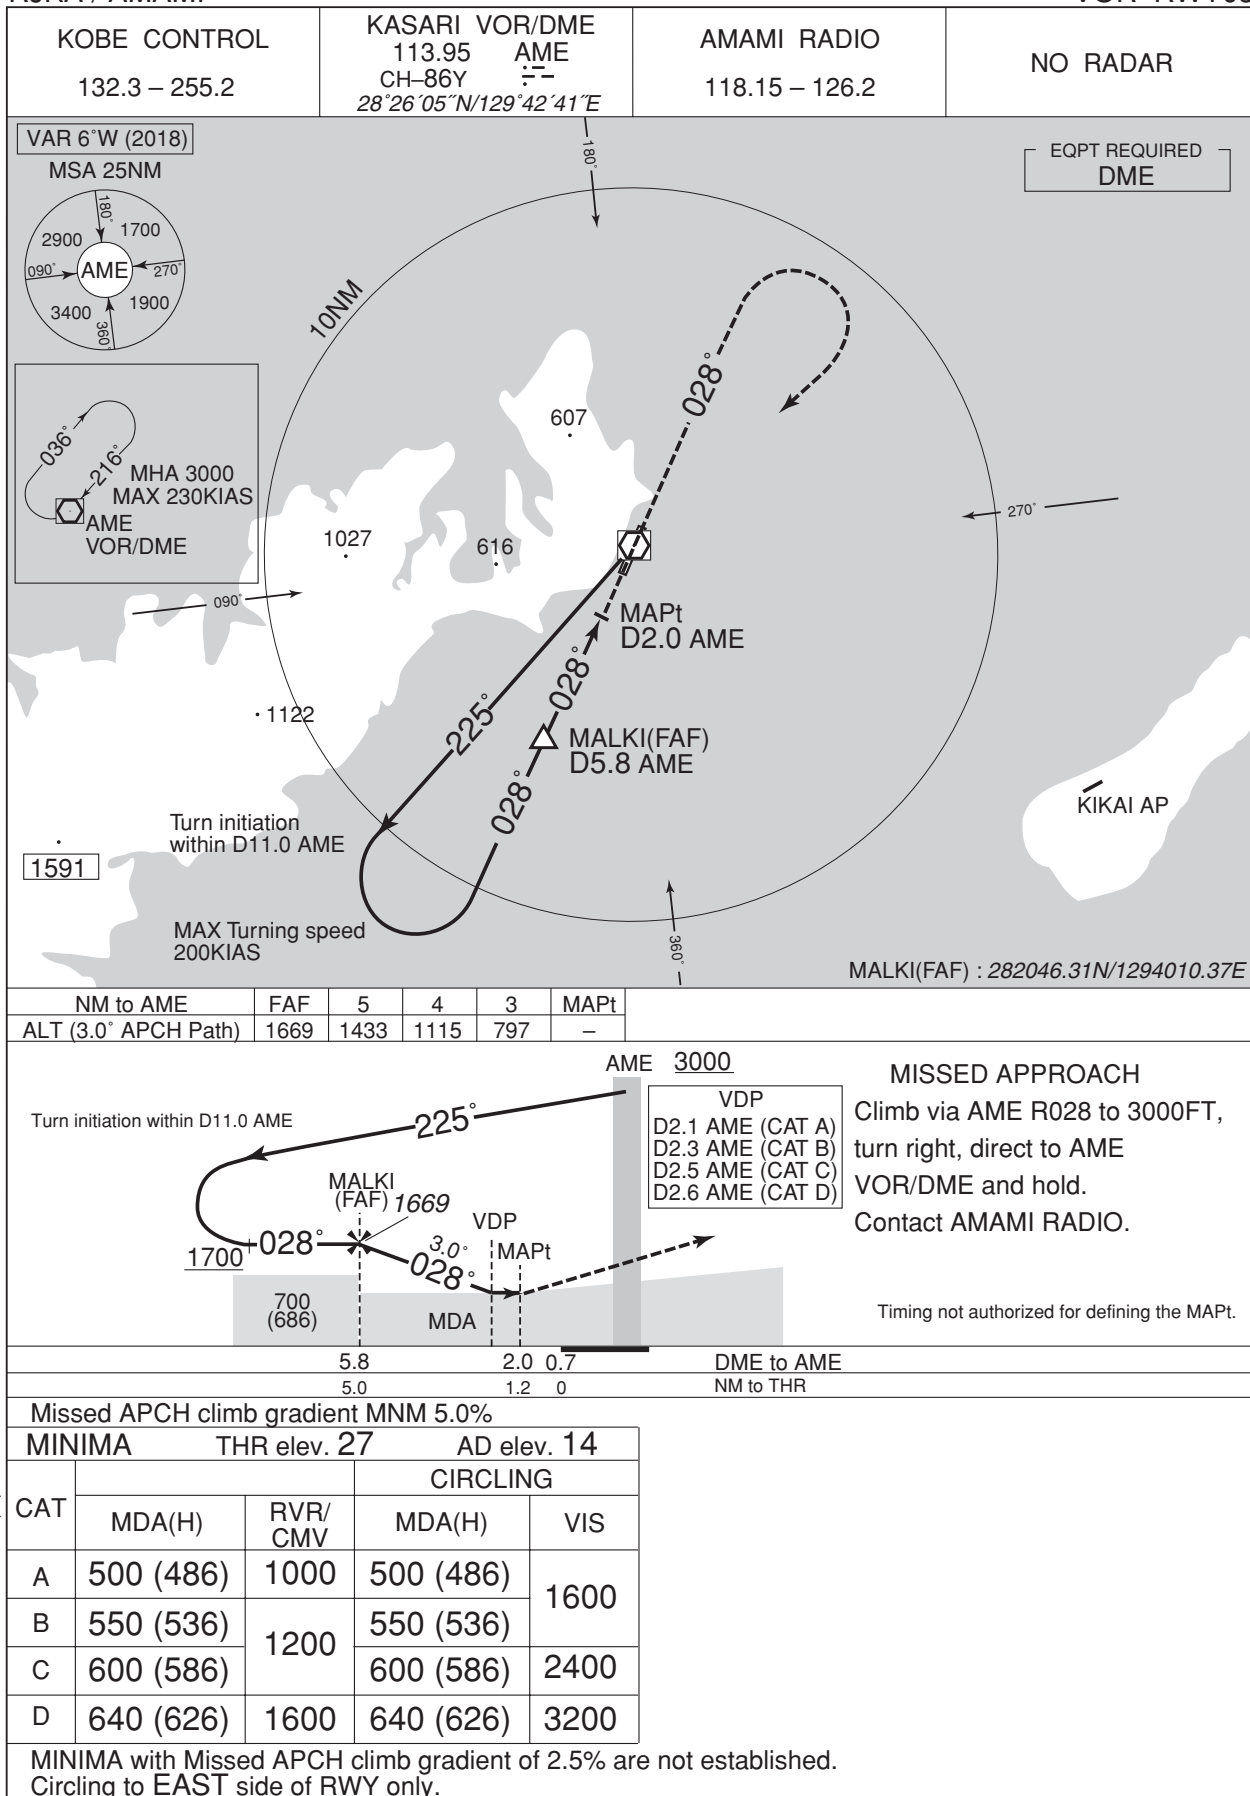 KOBE CONTROL
132.3 – 255.2
KASARI VOR/DME
113.95 AME
CH–86Y
28°26´05˝N/129°42´41˝E
AMAMI RADIO
118.15 – 126.2
NO RADAR
VAR 6°W (2018)
MSA 25NM
180°
2900
1700
090°
AME
270°
3400
1900
360°
EQPT REQUIRED
DME
180°
10NM
028°
036°
216°
MHA 3000
MAX 230KIAS
AME
VOR/DME
607
1027
616
270°
090°
MAPt
D2.0 AME
028°
1122
225°
MALKI(FAF)
D5.8 AME
028°
KIKAI AP
Turn initiation
within D11.0 AME
1591
MAX Turning speed
200KIAS
360°
MALKI(FAF) : 282046.31N/1294010.37E
NM to AME FAF 5 4 3 MAPt
ALT (3.0° APCH Path) 1669 1433 1115 797 –
AME 3000
Turn initiation within D11.0 AME
225°
VDP
D2.1 AME (CAT A)
D2.3 AME (CAT B)
D2.5 AME (CAT C)
D2.6 AME (CAT D)
MISSED APPROACH
Climb via AME R028 to 3000FT,
turn right, direct to AME
VOR/DME and hold.
Contact AMAMI RADIO.
MALKI
(FAF) 1669
VDP
MAPt
1700
028°
3.0°
028°
700
(686)
MDA
Timing not authorized for defining the MAPt.
5.8 2.0 0.7 DME to AME
5.0 1.2 0 NM to THR
Missed APCH climb gradient MNM 5.0%
MINIMA THR elev. 27 AD elev. 14
CAT
CIRCLING
MDA(H) RVR/ MDA(H) VIS
CMV
A 500 (486) 1000 500 (486) 1600
B 550 (536) 1200 550 (536)
C 600 (586) 600 (586) 2400
D 640 (626) 1600 640 (626) 3200
MINIMA with Missed APCH climb gradient of 2.5% are not established.
Circling to EAST side of RWY only.